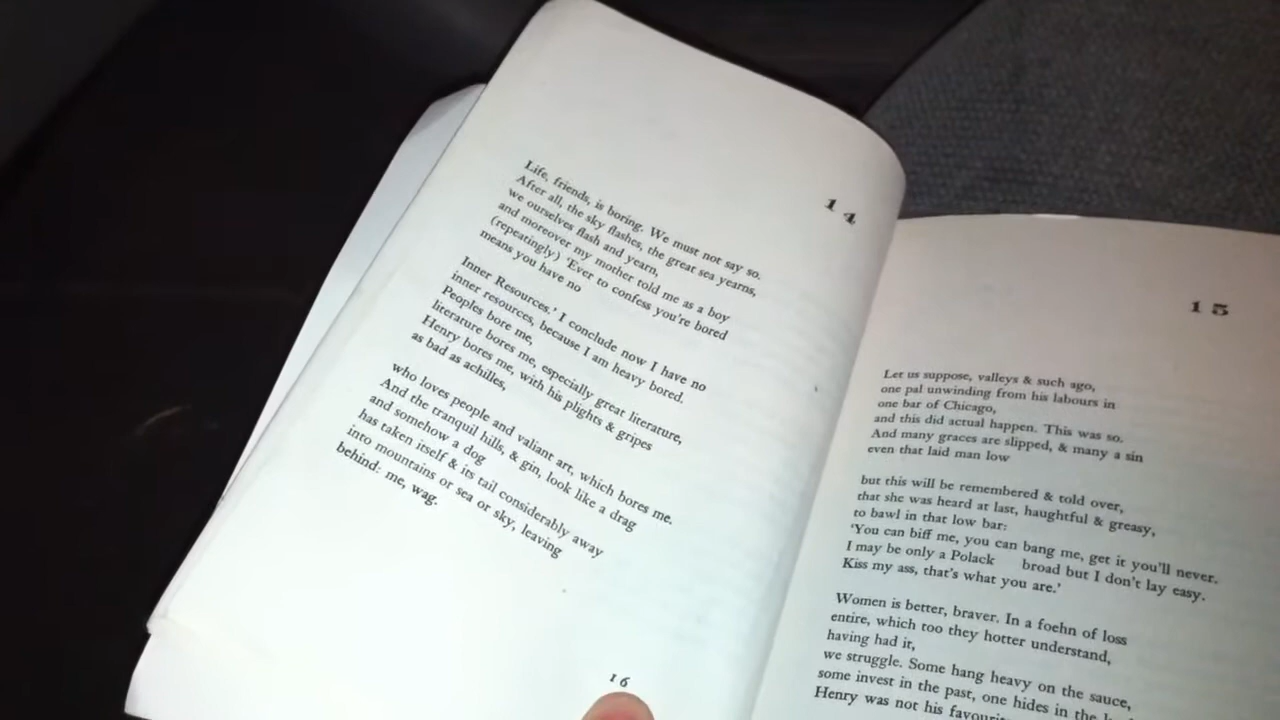 14
Life, friends, is boring. We must not say so.
After all, the sky flashes, the great sea yearns,
we ourselves flash and yearn,
and moreover my mother told me as a boy
(repeatingly) 'Ever to confess you're bored
means you have no
Inner Resources.' I conclude now I have no
inner resources, because I am heavy bored.
Peoples bore me,
literature bores me, especially great literature,
Henry bores me, with his plights & gripes
as bad as achilles,
who loves people and valiant art, which bores me.
And the tranquil hills, & gin, look like a drag
and somehow a dog
has taken itself & its tail considerably away
into mountains or sea or sky, leaving
behind: me, wag.
16
15
Let us suppose, valleys & such ago,
one pal unwinding from his labours in
one bar of Chicago,
and this did actual happen. This was so.
And many graces are slipped, & many a sin
even that laid man low
but this will be remembered & told over,
that she was heard at last, haughtful & greasy,
to bawl in that low bar:
'You can biff me, you can bang me, get it you'll never.
I may be only a Polack broad but I don't lay easy.
Kiss my ass, that's what you are.'
Women is better, braver. In a foehn of loss
entire, which too they hotter understand,
having had it,
we struggle. Some hang heavy on the sauce,
some invest in the past, one hides in the
Henry was not his